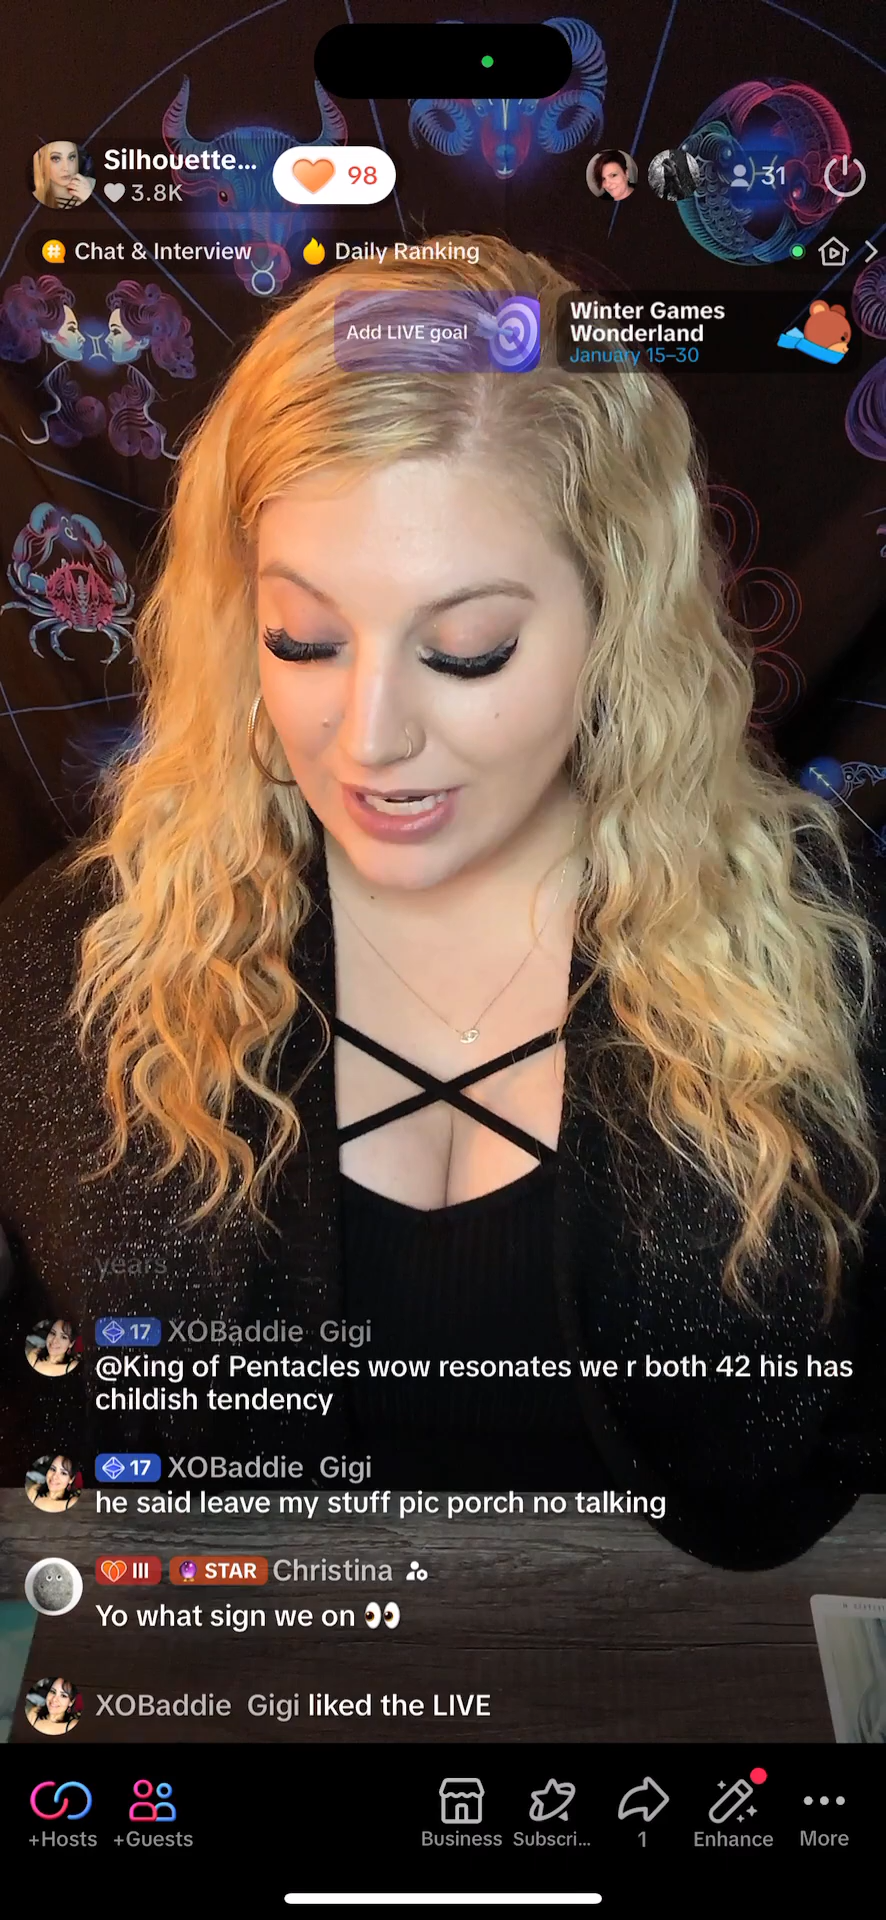 Silhouette...
98
3.8K
31
Chat & Interview
Daily Ranking
Add LIVE goal
Winter Games
Wonderland
January 15–30
years
17 XOBaddie Gigi
@King of Pentacles wow resonates we r both 42 his has
childish tendency
17 XOBaddie Gigi
he said leave my stuff pic porch no talking
III STAR Christina
Yo what sign we on 👀
XOBaddie Gigi liked the LIVE
+Hosts
+Guests
Business
Subscri...
1
Enhance
More